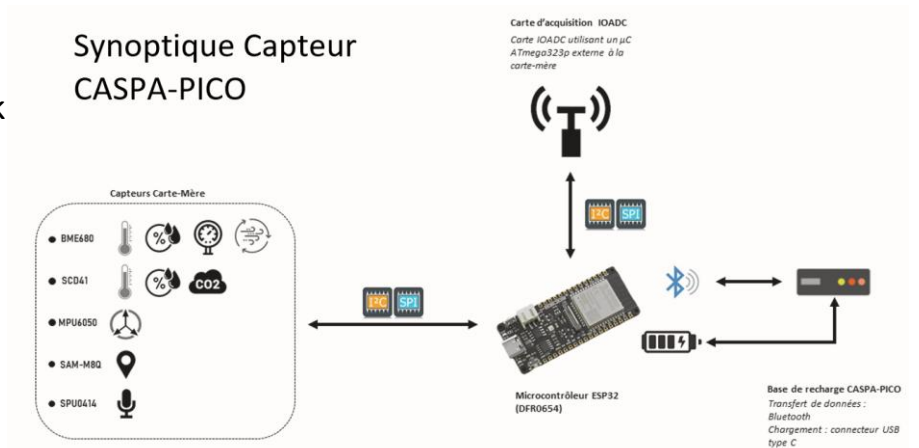 Synoptique Capteur
CASPA-PICO
Carte d'acquisition IOADC
Carte IOADC utilisant un µC
ATmega323p externe à la
carte-mère
k
Capteurs Carte-Mère
I²C SPI
BME680 %
SCD41 % CO2
MPU6050
SAM-M8Q
SPU0414
I²C SPI
Microcontrôleur ESP32
(DFR0654)
Base de recharge CASPA-PICO
Transfert de données :
Bluetooth
Chargement : connecteur USB
type C